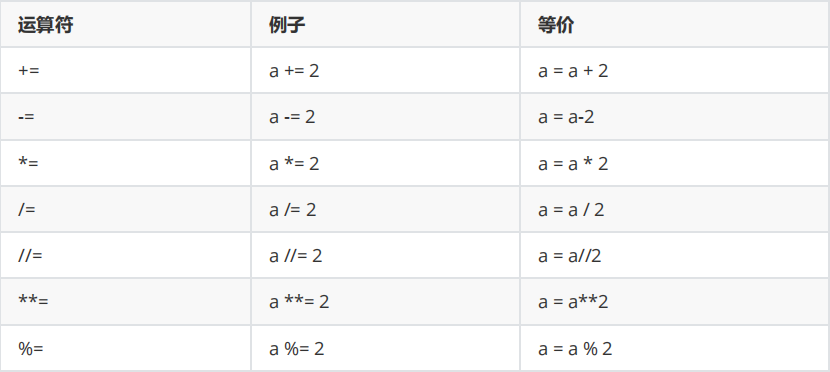 运算符 例子 等价
+= a += 2 a = a + 2
-= a -= 2 a = a-2
*= a *= 2 a = a * 2
/= a /= 2 a = a / 2
//= a //= 2 a = a//2
**= a **= 2 a = a**2
%= a %= 2 a = a % 2